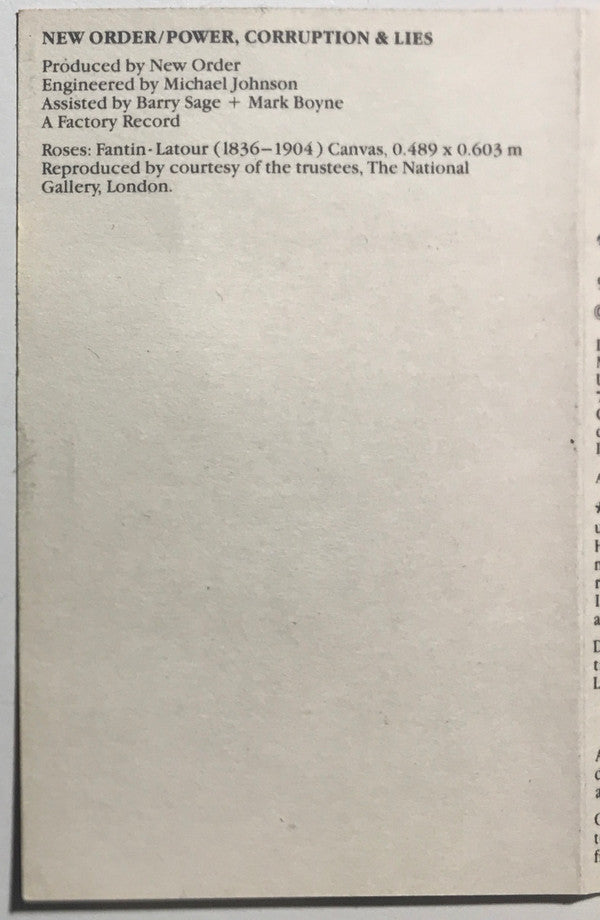 NEW ORDER/POWER, CORRUPTION & LIES
Produced by New Order
Engineered by Michael Johnson
Assisted by Barry Sage + Mark Boyne
A Factory Record
Roses: Fantin-Latour (1836–1904) Canvas, 0.489 x 0.603 m
Reproduced by courtesy of the trustees, The National
Gallery, London.